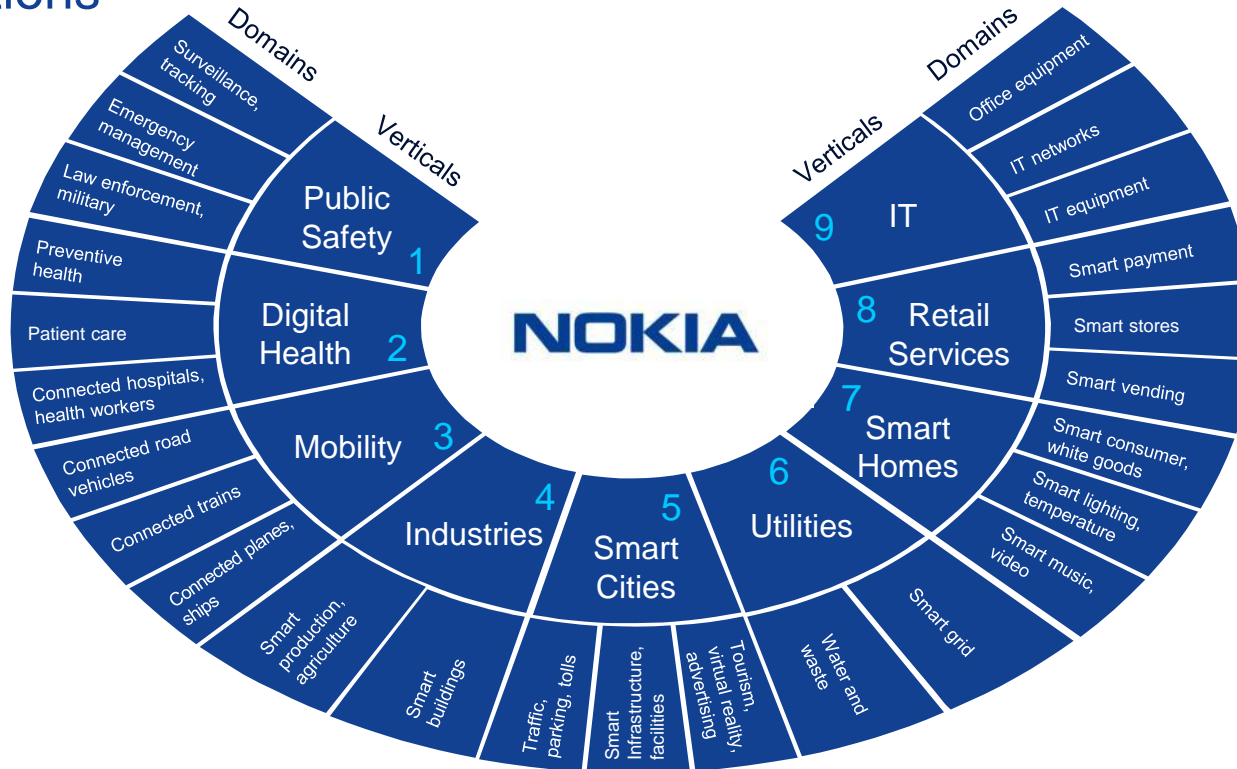 Domains
Verticals
Surveillance,
tracking
Emergency
management
Law enforcement,
military
Public
Safety
1
Preventive
health
Patient care
Connected hospitals,
health workers
Digital
Health
2
Connected road
vehicles
Connected trains
Connected planes,
ships
Mobility
3
Smart
production,
agriculture
Smart
buildings
Industries
4
Traffic,
parking, tolls
Smart
Infrastructure,
facilities
Tourism,
virtual reality,
advertising
Smart
Cities
5
Water and
waste
Smart grid
Utilities
6
Smart music,
video
Smart lighting,
temperature
Smart consumer,
white goods
Smart
Homes
7
Smart vending
Smart stores
Smart payment
Retail
Services
8
IT equipment
IT networks
Office equipment
IT
9
Verticals
Domains
NOKIA